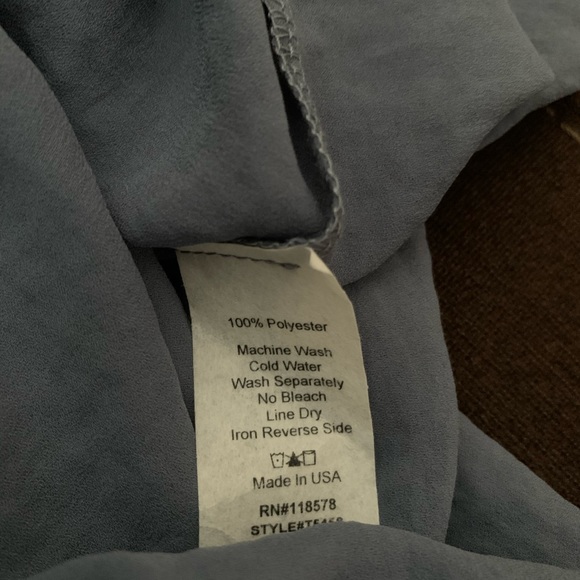 100% Polyester
Machine Wash
Cold Water
Wash Separately
No Bleach
Line Dry
Iron Reverse Side
Made In USA
RN#118578